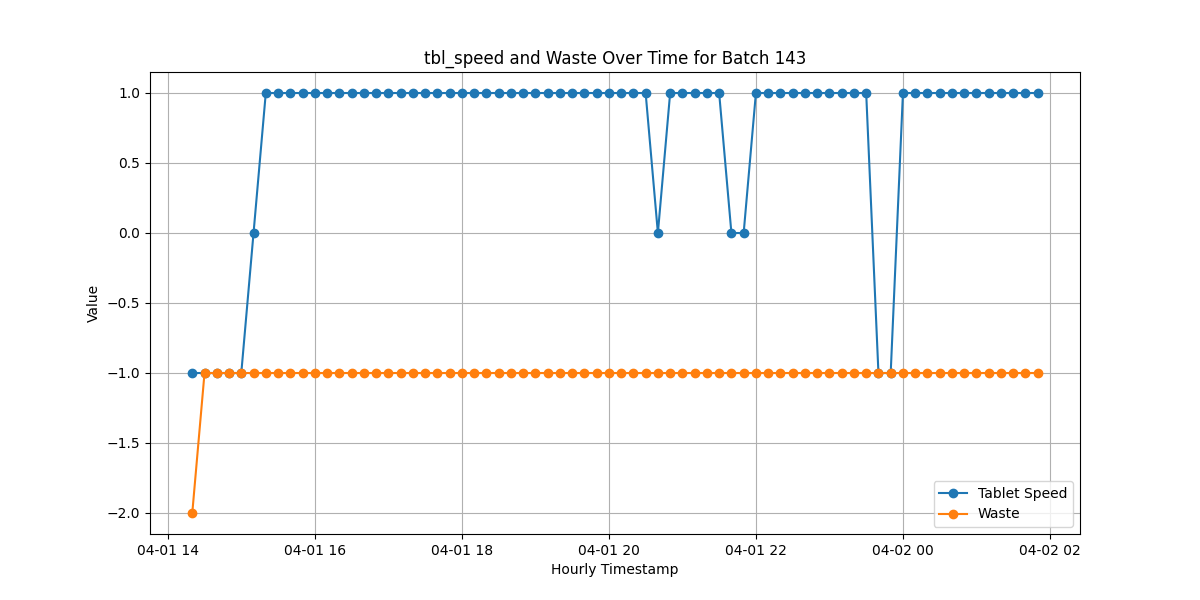 tbl_speed and Waste Over Time for Batch 143
Value
1.0
0.5
0.0
−0.5
−1.0
−1.5
−2.0
Tablet Speed
Waste
04-01 14 04-01 16 04-01 18 04-01 20 04-01 22 04-02 00 04-02 02
Hourly Timestamp